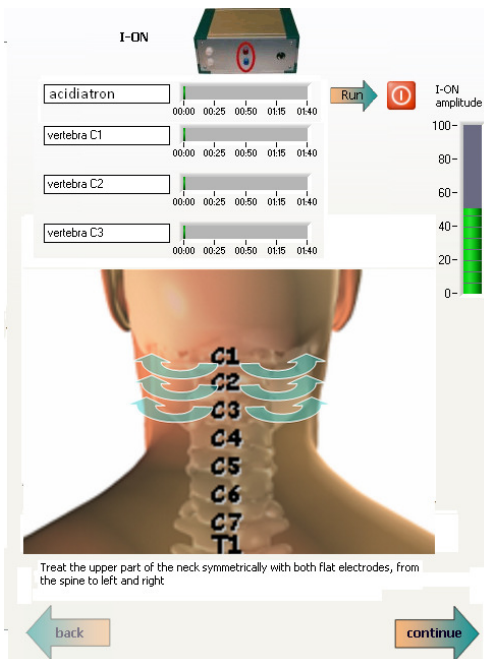 I-ON
acidiatron
00:00 00:25 00:50 01:15 01:40
Run
I-ON
amplitude
vertebra C1
00:00 00:25 00:50 01:15 01:40
vertebra C2
00:00 00:25 00:50 01:15 01:40
vertebra C3
00:00 00:25 00:50 01:15 01:40
100-
80-
60-
40-
20-
0-
C1
C2
C3
C4
C5
C6
C7
T1
Treat the upper part of the neck symmetrically with both flat electrodes, from
the spine to left and right
back
continue